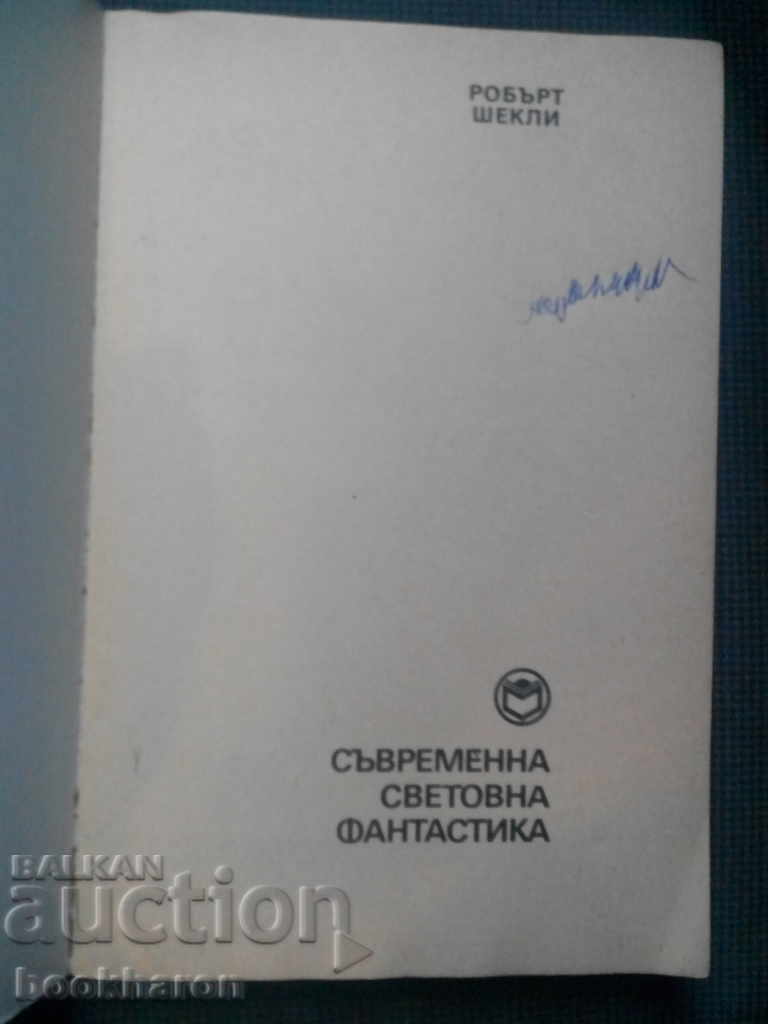 РОБЪРТ
ШЕКЛИ
СЪВРЕМЕННА
СВЕТОВНА
ФАНТАСТИКА
BALKAN
auction
bookharon